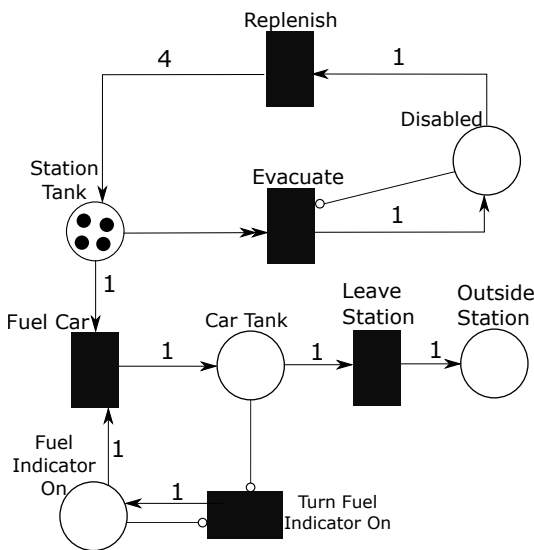 Replenish
4
1
Disabled
Station
Tank
Evacuate
1
1
Fuel Car
Car Tank
Leave
Station
Outside
Station
1
1
1
Fuel
Indicator
On
1
1
Turn Fuel
Indicator On